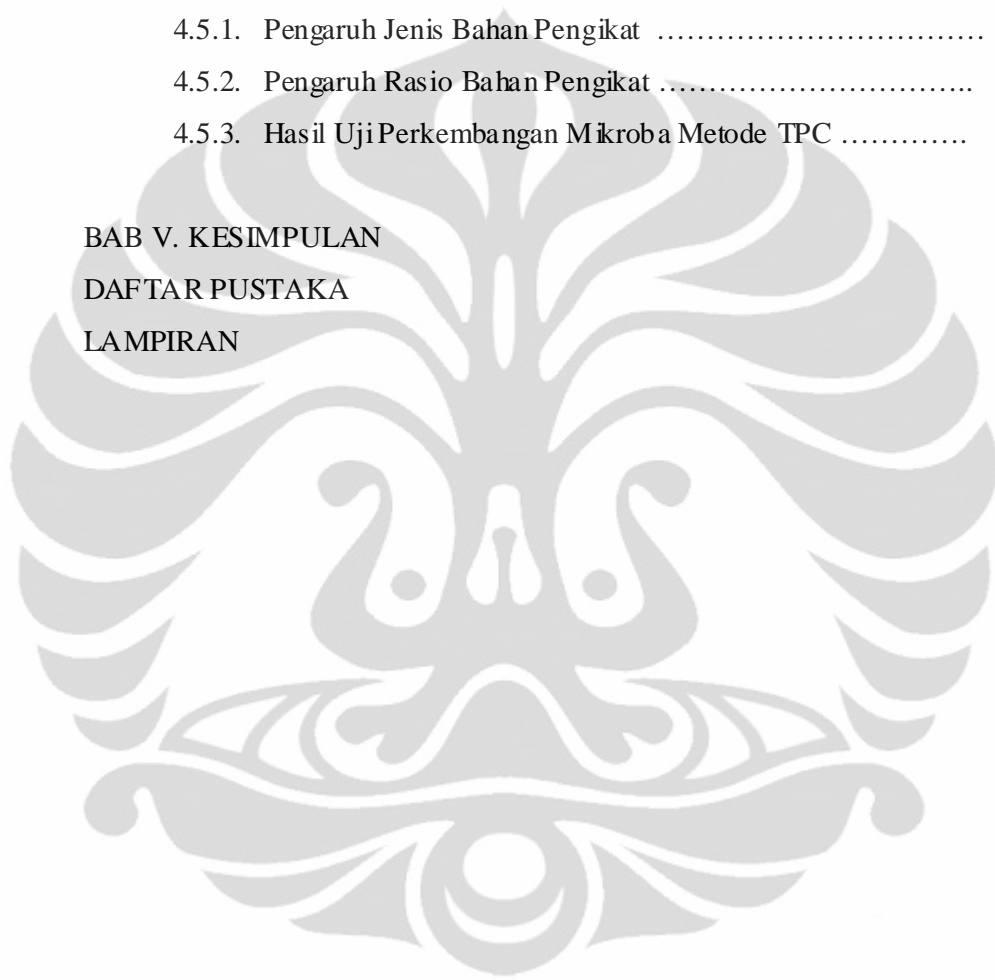 4.5.1. Pengaruh Jenis Bahan Pengikat ……………………………
4.5.2. Pengaruh Rasio Bahan Pengikat …………………………..
4.5.3. Hasil Uji Perkembangan Mikroba Metode TPC ………….
BAB V. KESIMPULAN
DAFTAR PUSTAKA
LAMPIRAN